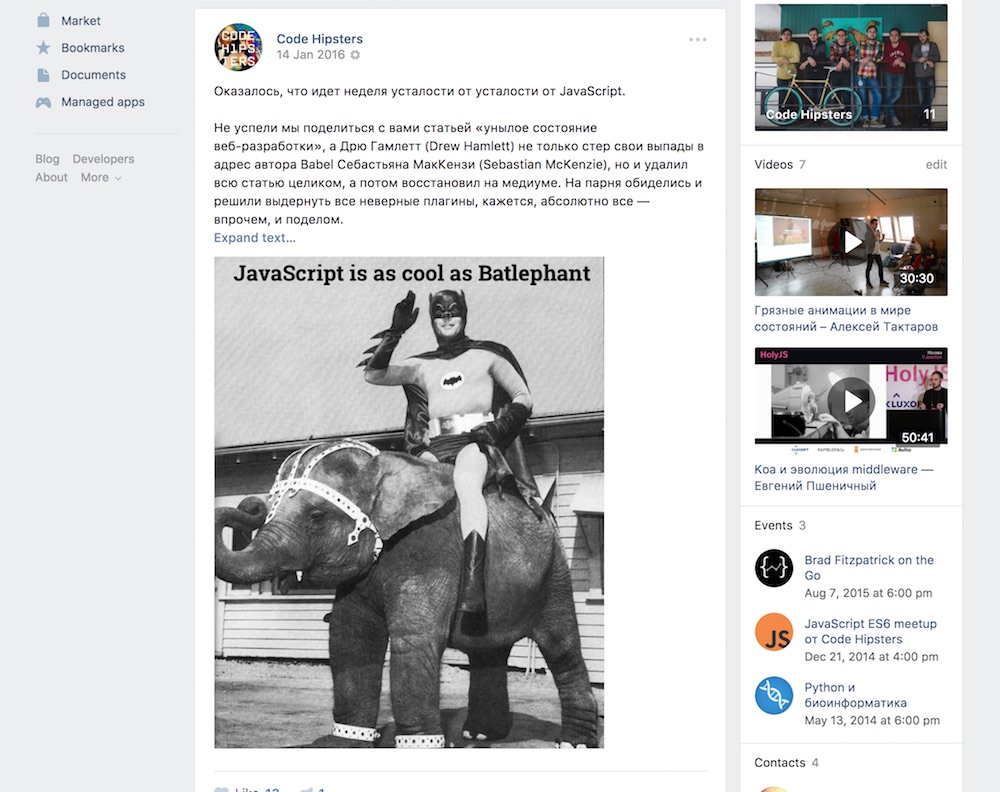 Market
Bookmarks
Documents
Managed apps
Blog Developers
About More
CODE
HIPS
TERS
Code Hipsters
14 Jan 2016
Оказалось, что идет неделя усталости от усталости от JavaScript.
Не успели мы поделиться с вами статьей «унылое состояние
веб-разработки», а Дрю Гамлетт (Drew Hamlett) не только стер свои выпады в
адрес автора Babel Себастьяна МакКензи (Sebastian McKenzie), но и удалил
всю статью целиком, а потом восстановил на медиуме. На парня обиделись и
решили выдернуть все неверные плагины, кажется, абсолютно все —
впрочем, и поделом.
Expand text...
JavaScript is as cool as Batlephant
Like 12 1
Code Hipsters 11
Videos 7 edit
30:30
Грязные анимации в мире
состояний – Алексей Тактаров
HolyJS
Москва
HolyJS
50:41
Avito
Коа и эволюция middleware —
Евгений Пшеничный
Events 3
Brad Fitzpatrick on the
Go
Aug 7, 2015 at 6:00 pm
JS
JavaScript ES6 meetup
от Code Hipsters
Dec 21, 2014 at 4:00 pm
Python и
биоинформатика
May 13, 2014 at 6:00 pm
Contacts 4